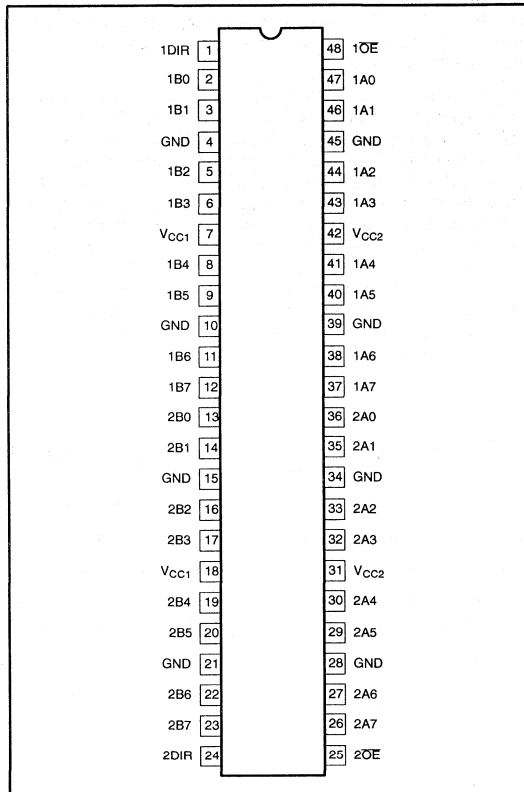 1DIR 1 48 1O̅E̅
1B0 2 47 1A0
1B1 3 46 1A1
GND 4 45 GND
1B2 5 44 1A2
1B3 6 43 1A3
VCC1 7 42 VCC2
1B4 8 41 1A4
1B5 9 40 1A5
GND 10 39 GND
1B6 11 38 1A6
1B7 12 37 1A7
2B0 13 36 2A0
2B1 14 35 2A1
GND 15 34 GND
2B2 16 33 2A2
2B3 17 32 2A3
VCC1 18 31 VCC2
2B4 19 30 2A4
2B5 20 29 2A5
GND 21 28 GND
2B6 22 27 2A6
2B7 23 26 2A7
2DIR 24 25 2O̅E̅